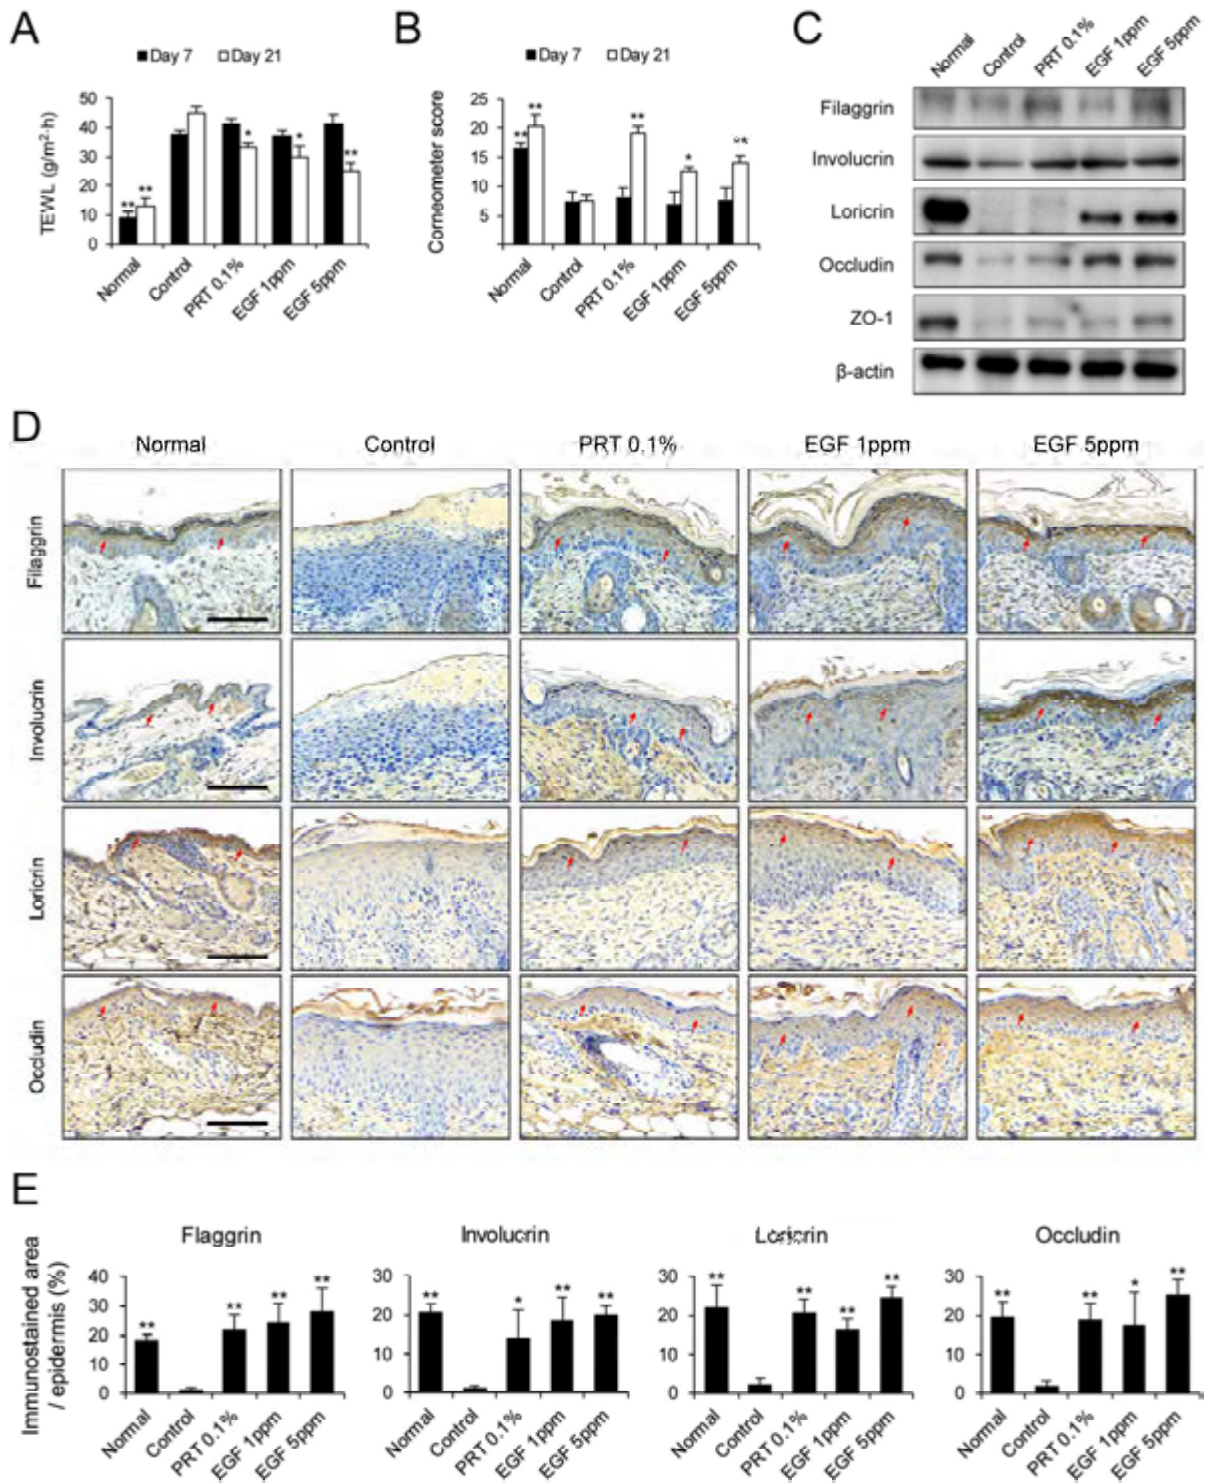 A
■Day 7 □Day 21
TEWL (g/m²·h)
50
40
30
20
10
0
** ** * * **
Normal
Control
PRT 0.1%
EGF 1ppm
EGF 5ppm
B
■Day 7 □Day 21
Corneometer score
25
20
15
10
5
** ** ** * **
Normal
Control
PRT 0.1%
EGF 1ppm
EGF 5ppm
C
Normal
Control
PRT 0.1%
EGF 1ppm
EGF 5ppm
Filaggrin
Involucrin
Loricrin
Occludin
ZO-1
β-actin
D
Normal Control PRT 0.1% EGF 1ppm EGF 5ppm
Filaggrin
Involucrin
Loricrin
Occludin
E
Immunostained area
/ epidermis (%)
Flaggrin
40
30
20
10
0
** ** ** **
Normal
Control
PRT 0.1%
EGF 1ppm
EGF 5ppm
Involucrin
30
20
10
0
** * ** **
Normal
Control
PRT 0.1%
EGF 1ppm
EGF 5ppm
Loricrin
30
20
10
0
** ** ** **
Normal
Control
PRT 0.1%
EGF 1ppm
EGF 5ppm
Occludin
30
20
10
0
** ** * **
Normal
Control
PRT 0.1%
EGF 1ppm
EGF 5ppm